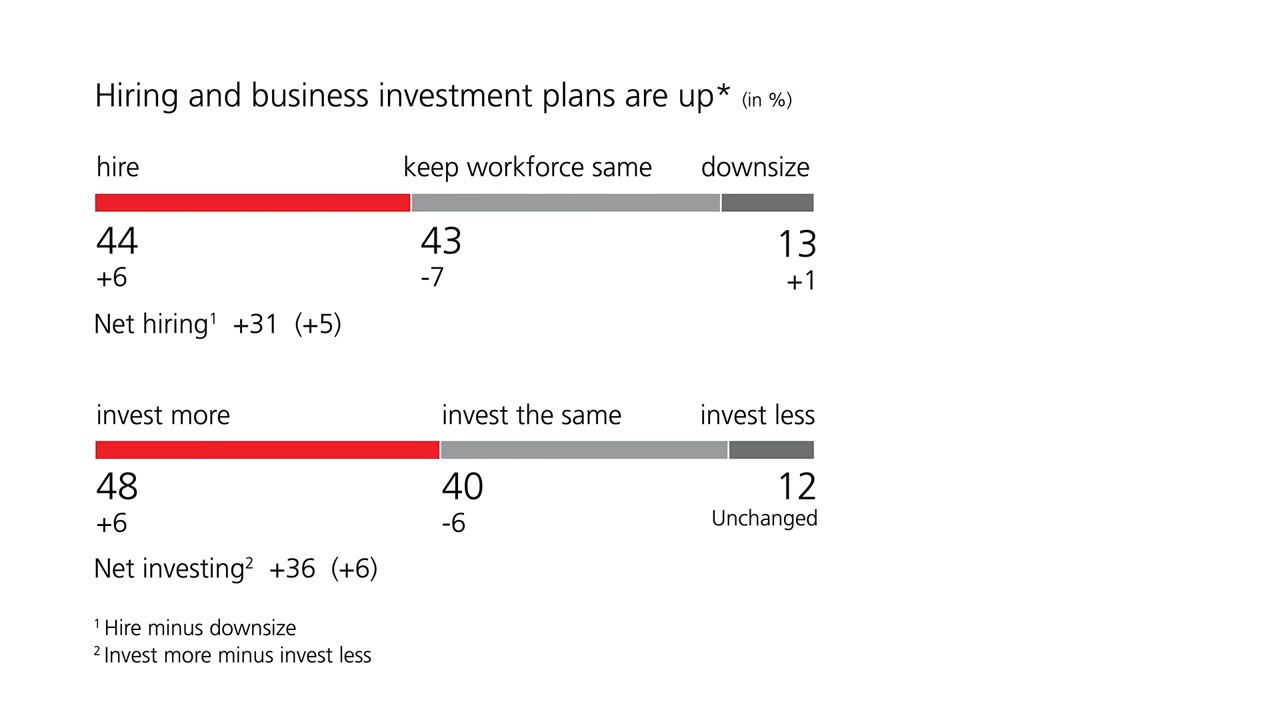 Hiring and business investment plans are up* (in %)
hire keep workforce same downsize
44 43 13
+6 -7 +1
Net hiring¹ +31 (+5)
invest more invest the same invest less
48 40 12
+6 -6 Unchanged
Net investing² +36 (+6)
¹ Hire minus downsize
² Invest more minus invest less